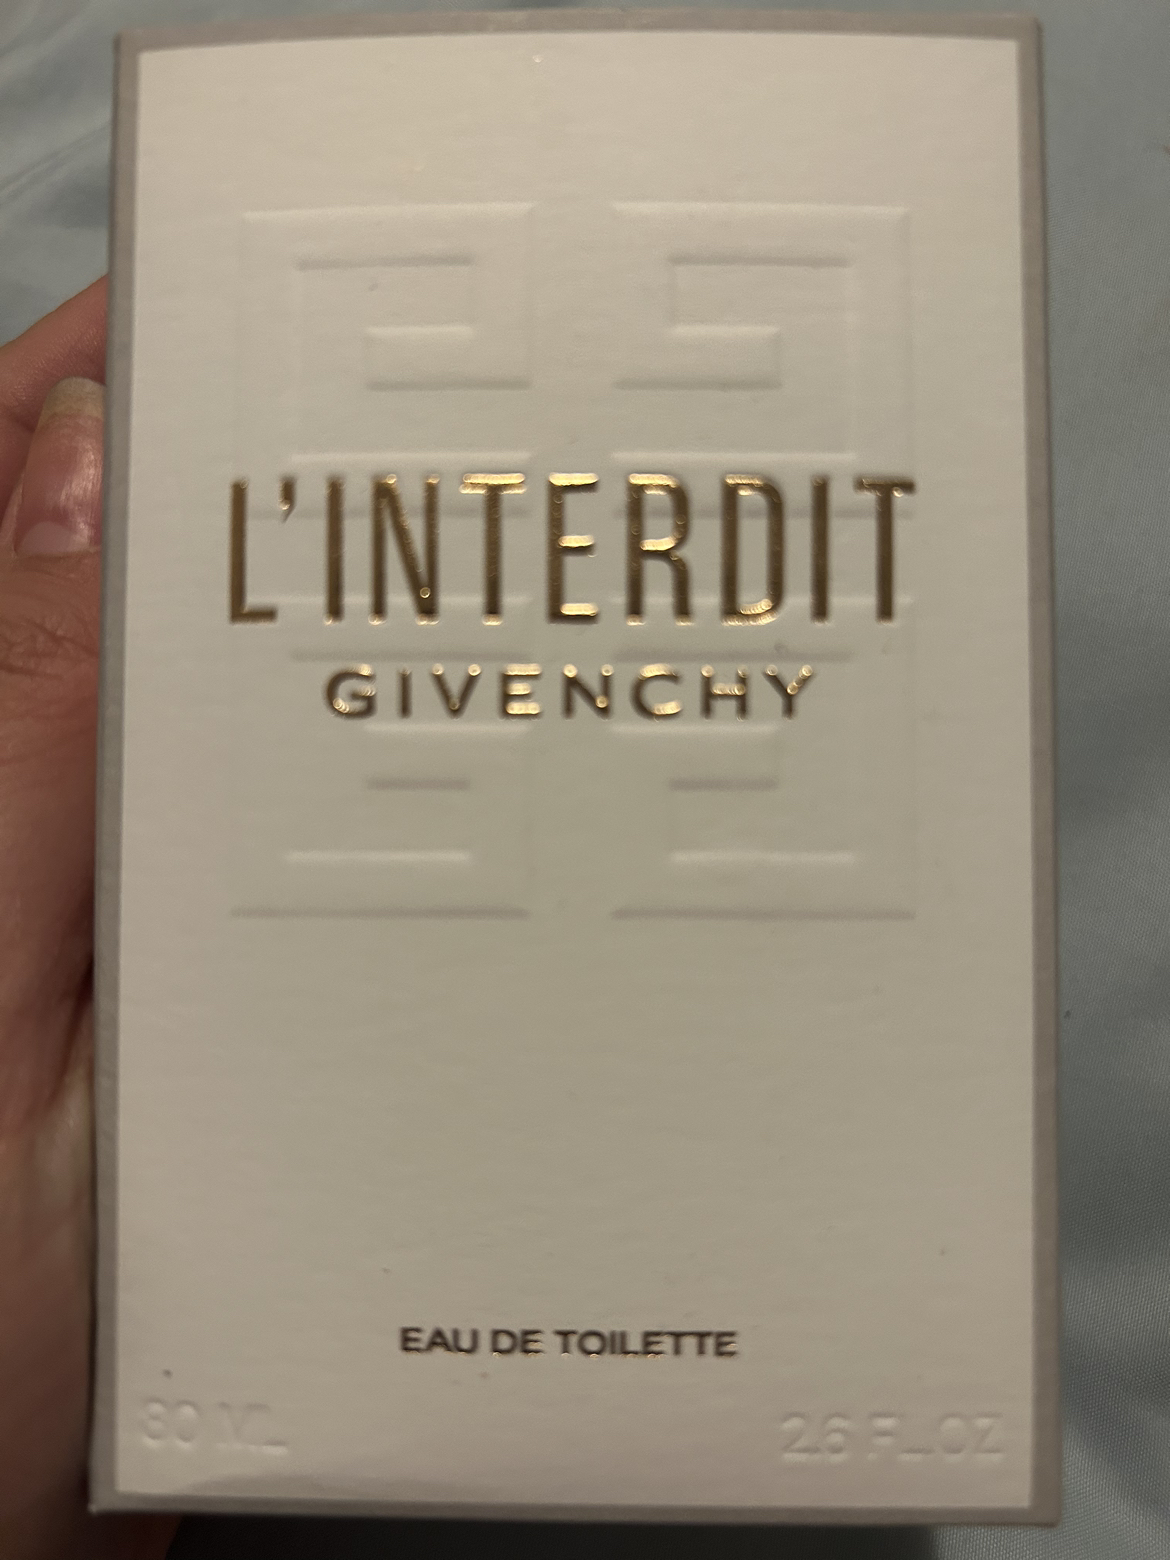 L'INTERDIT
GIVENCHY
EAU DE TOILETTE
80 ML 2.6 FL.OZ